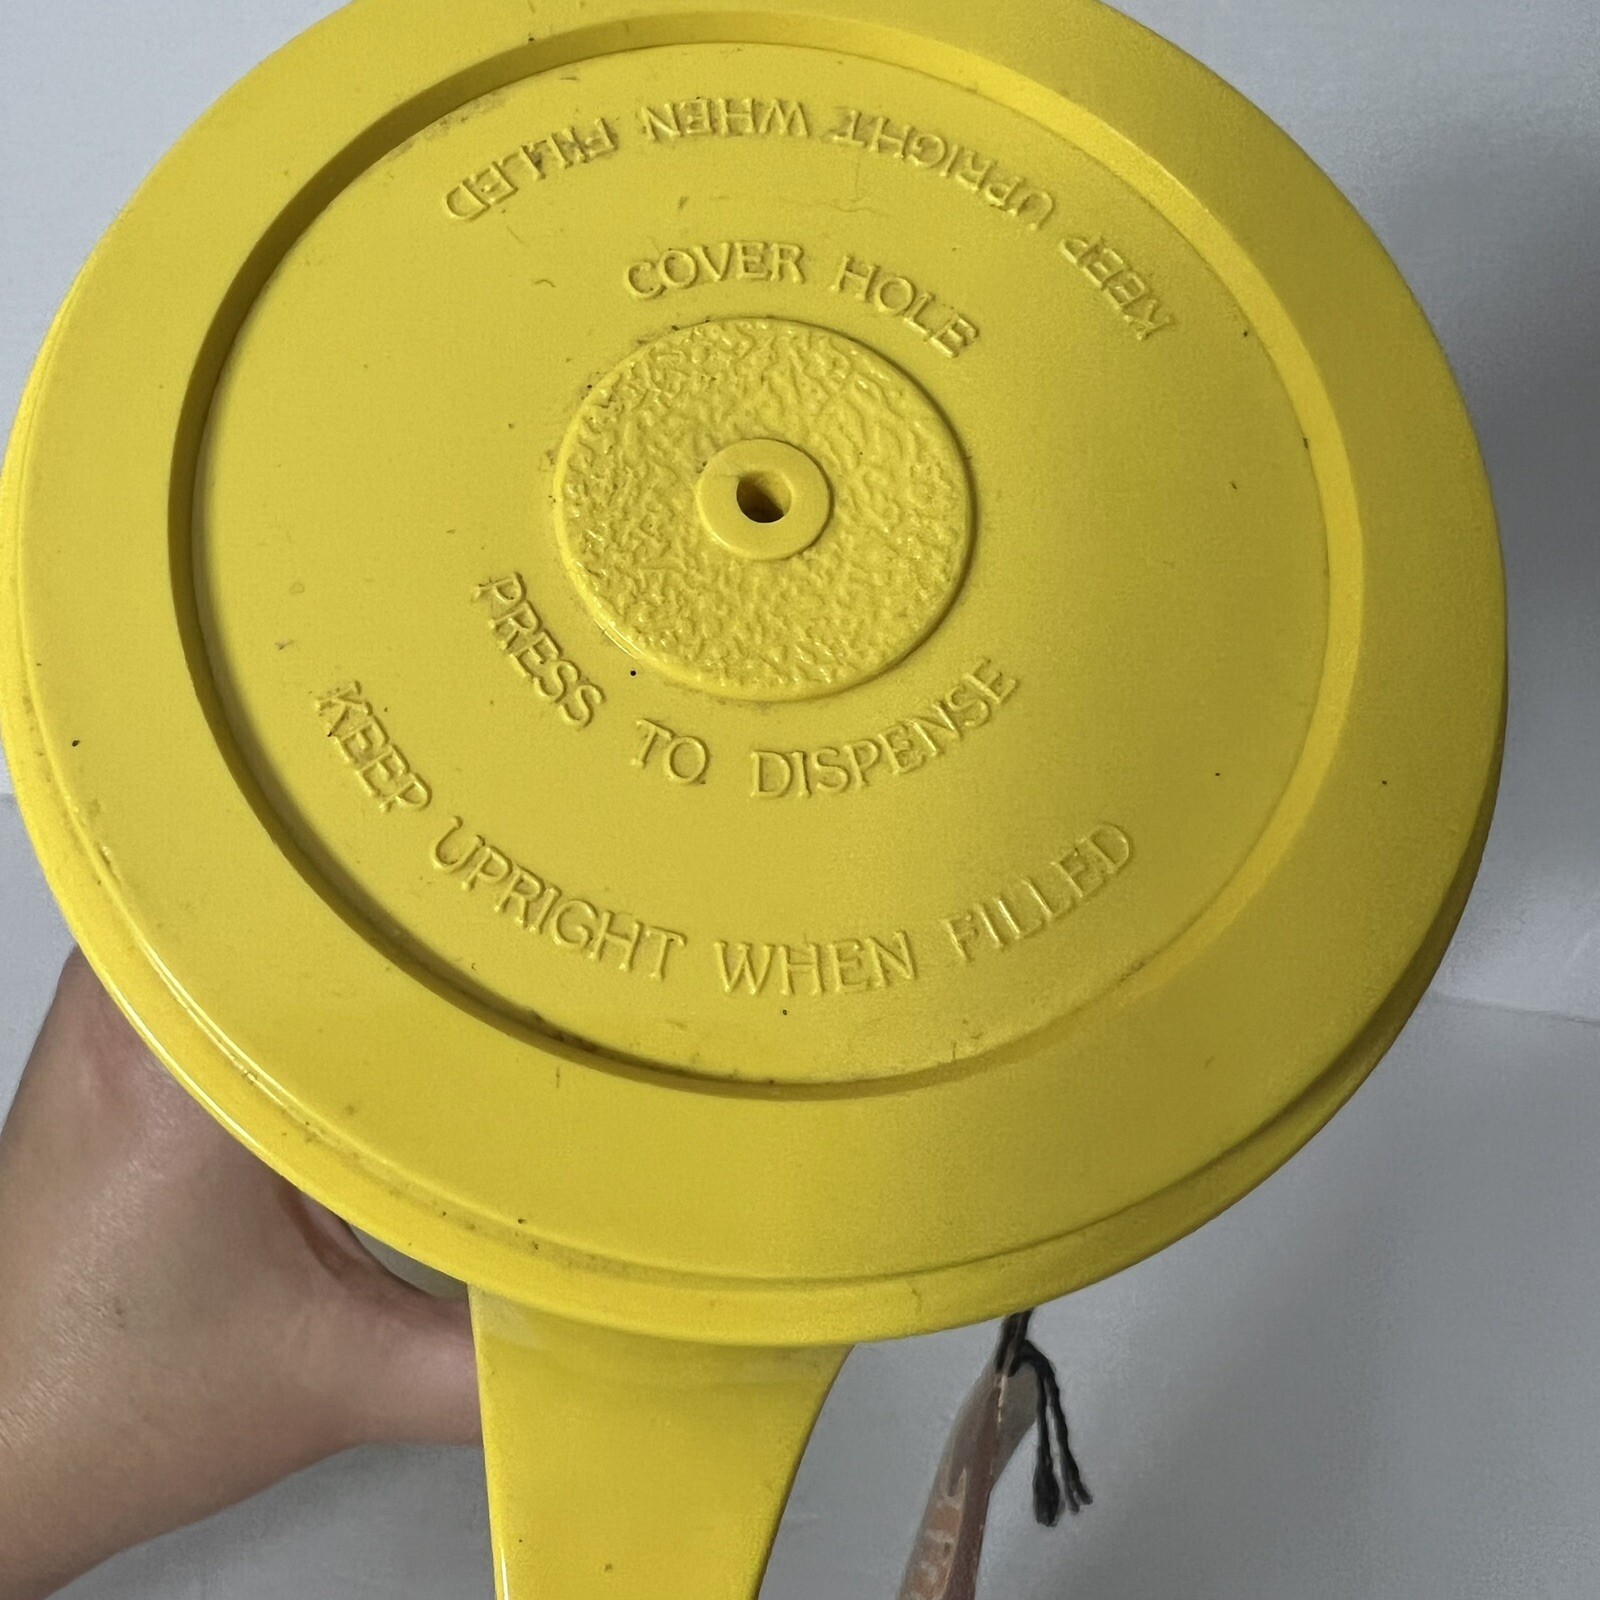 KEEP UPRIGHT WHEN FILLED
COVER HOLE
PRESS TO DISPENSE
KEEP UPRIGHT WHEN FILLED